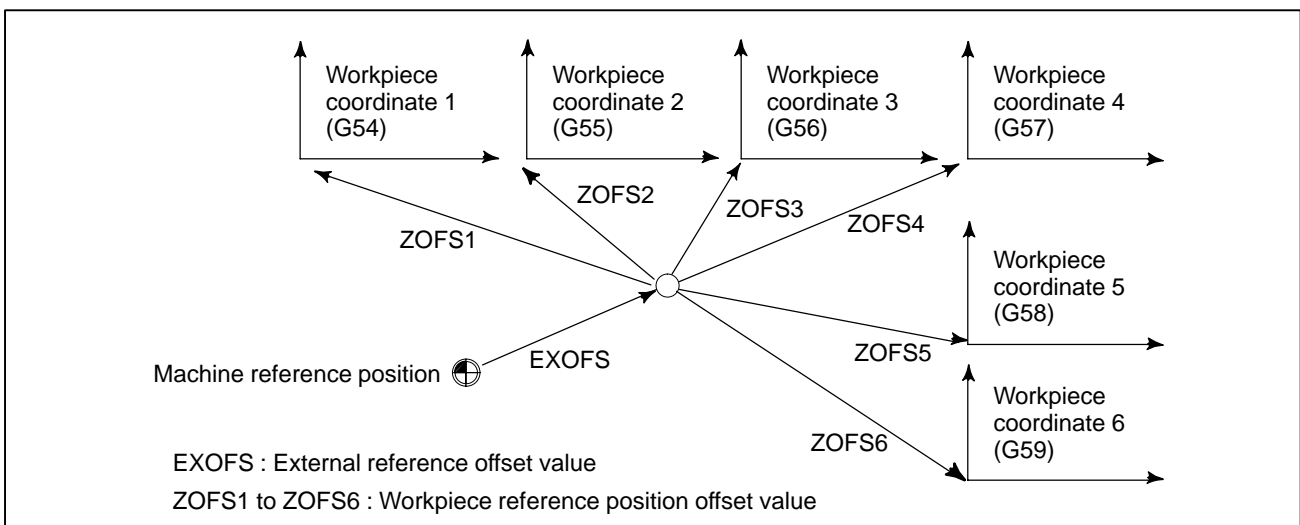 Workpiece
coordinate 1
(G54)
Workpiece
coordinate 2
(G55)
Workpiece
coordinate 3
(G56)
Workpiece
coordinate 4
(G57)
ZOFS1
ZOFS2
ZOFS3
ZOFS4
Workpiece
coordinate 5
(G58)
ZOFS5
EXOFS
Machine reference position
Workpiece
coordinate 6
(G59)
ZOFS6
EXOFS : External reference offset value
ZOFS1 to ZOFS6 : Workpiece reference position offset value